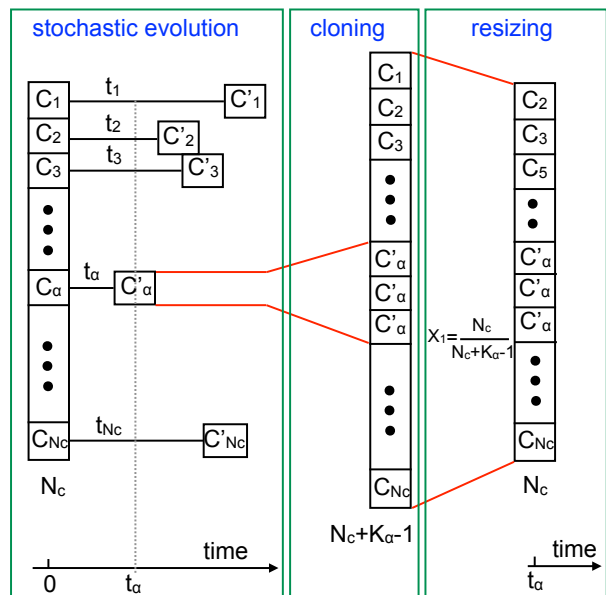 stochastic evolution
C1 t1 C'1
C2 t2 C'2
C3 t3 C'3
Cα tα C'α
CNc tNc C'Nc
Nc
time
0 tα
cloning
C1
C2
C3
C'α
C'α
C'α
CNc
Nc+Kα-1
resizing
C2
C3
C5
C'α
C'α
C'α
X1= Nc
Nc+Kα-1
CNc
Nc
time
tα